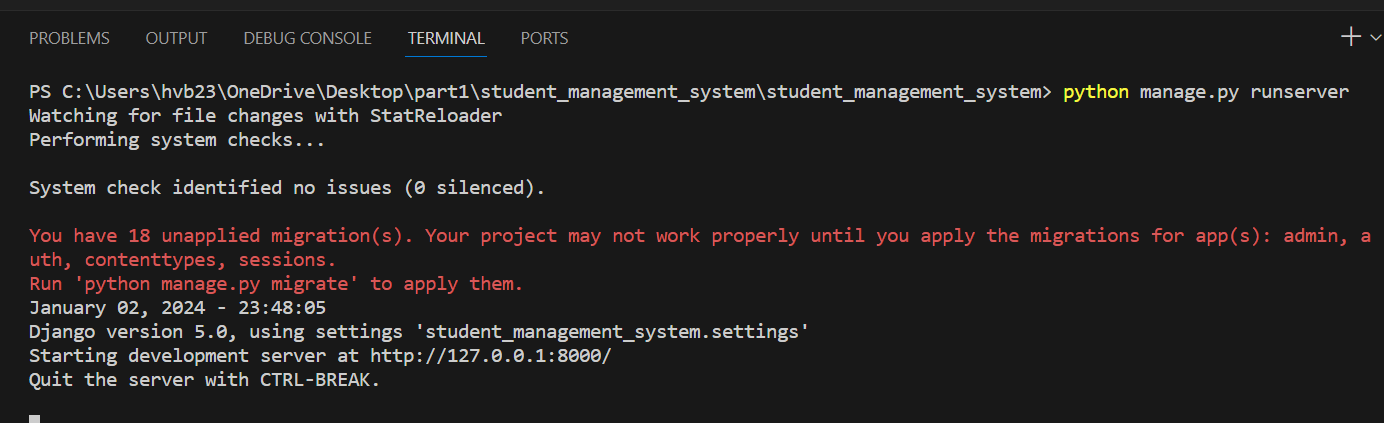 PROBLEMS OUTPUT DEBUG CONSOLE TERMINAL PORTS
PS C:\Users\hvb23\OneDrive\Desktop\part1\student_management_system\student_management_system> python manage.py runserver
Watching for file changes with StatReloader
Performing system checks...
System check identified no issues (0 silenced).
You have 18 unapplied migration(s). Your project may not work properly until you apply the migrations for app(s): admin, a
uth, contenttypes, sessions.
Run 'python manage.py migrate' to apply them.
January 02, 2024 - 23:48:05
Django version 5.0, using settings 'student_management_system.settings'
Starting development server at http://127.0.0.1:8000/
Quit the server with CTRL-BREAK.